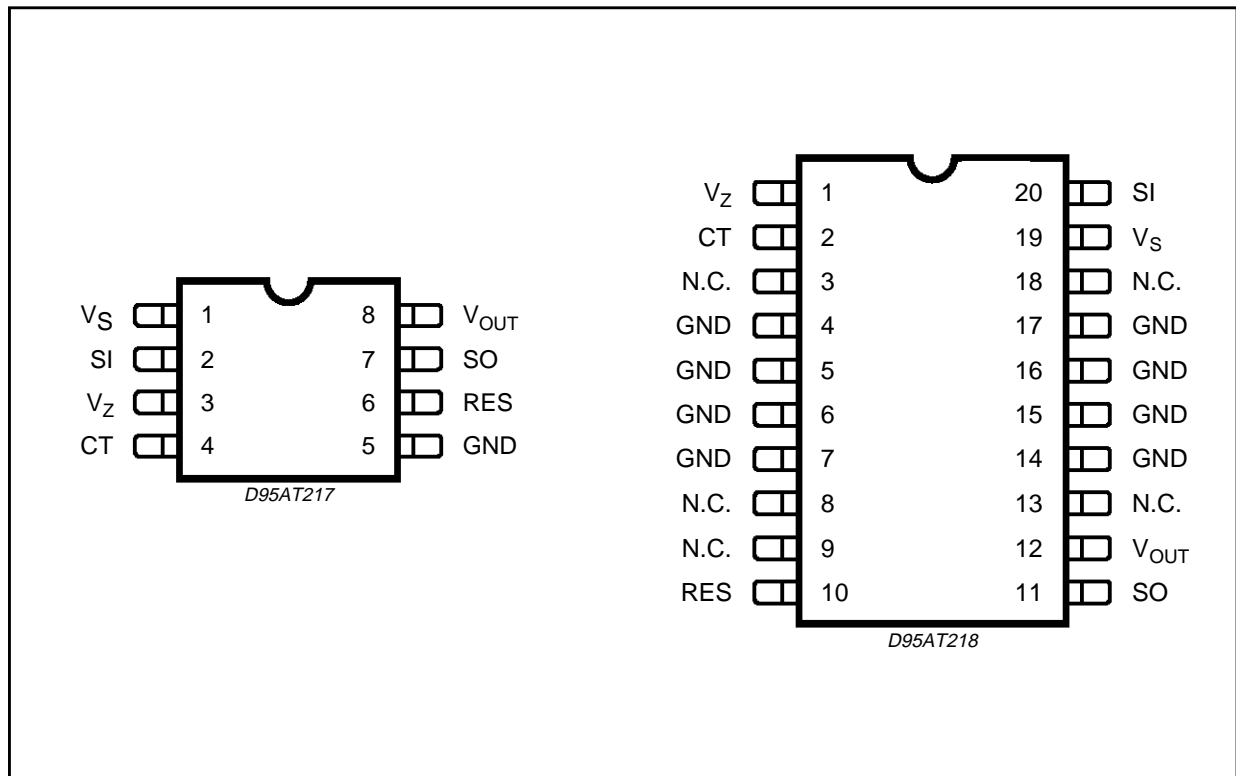 V_S 1 8 V_OUT
SI 2 7 SO
V_Z 3 6 RES
CT 4 5 GND
D95AT217
V_Z 1 20 SI
CT 2 19 V_S
N.C. 3 18 N.C.
GND 4 17 GND
GND 5 16 GND
GND 6 15 GND
GND 7 14 GND
N.C. 8 13 N.C.
N.C. 9 12 V_OUT
RES 10 11 SO
D95AT218